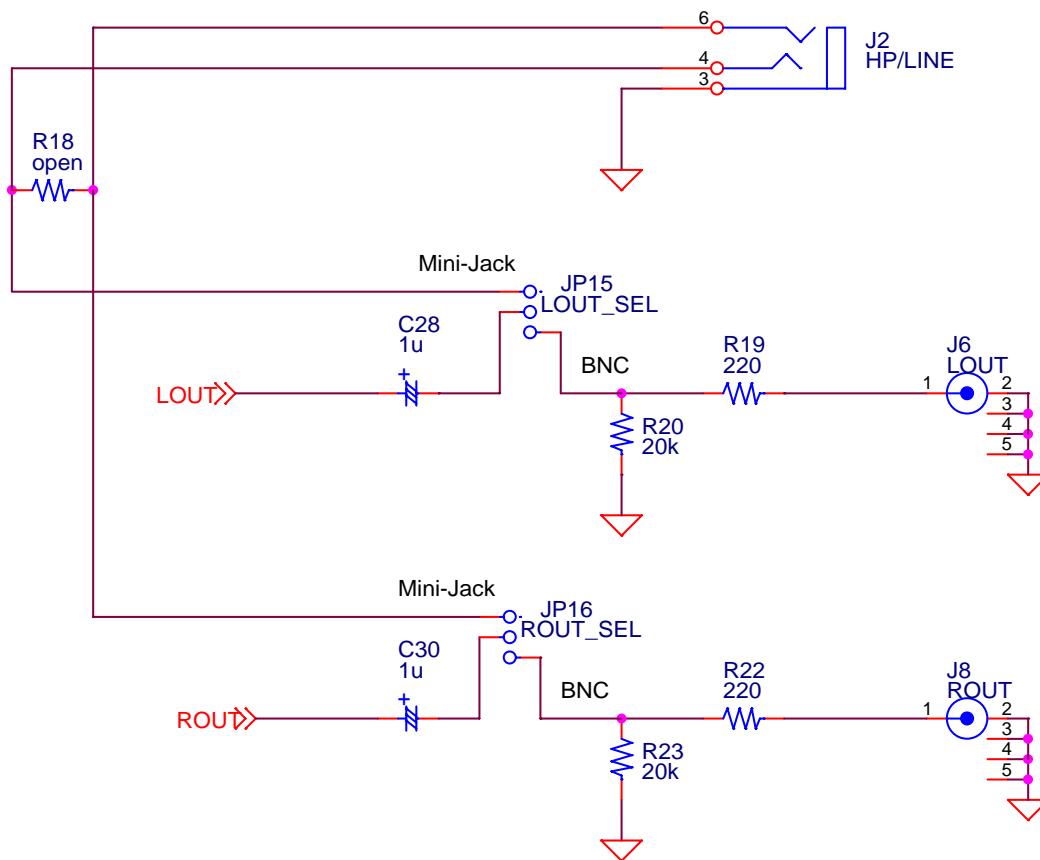 6
J2
HP/LINE
4
3
R18
open
Mini-Jack
JP15
LOUT_SEL
C28
1u
+
BNC
R19
220
J6
LOUT
LOUT
1
2
3
4
5
R20
20k
Mini-Jack
JP16
ROUT_SEL
C30
1u
+
BNC
R22
220
J8
ROUT
ROUT
1
2
3
4
5
R23
20k